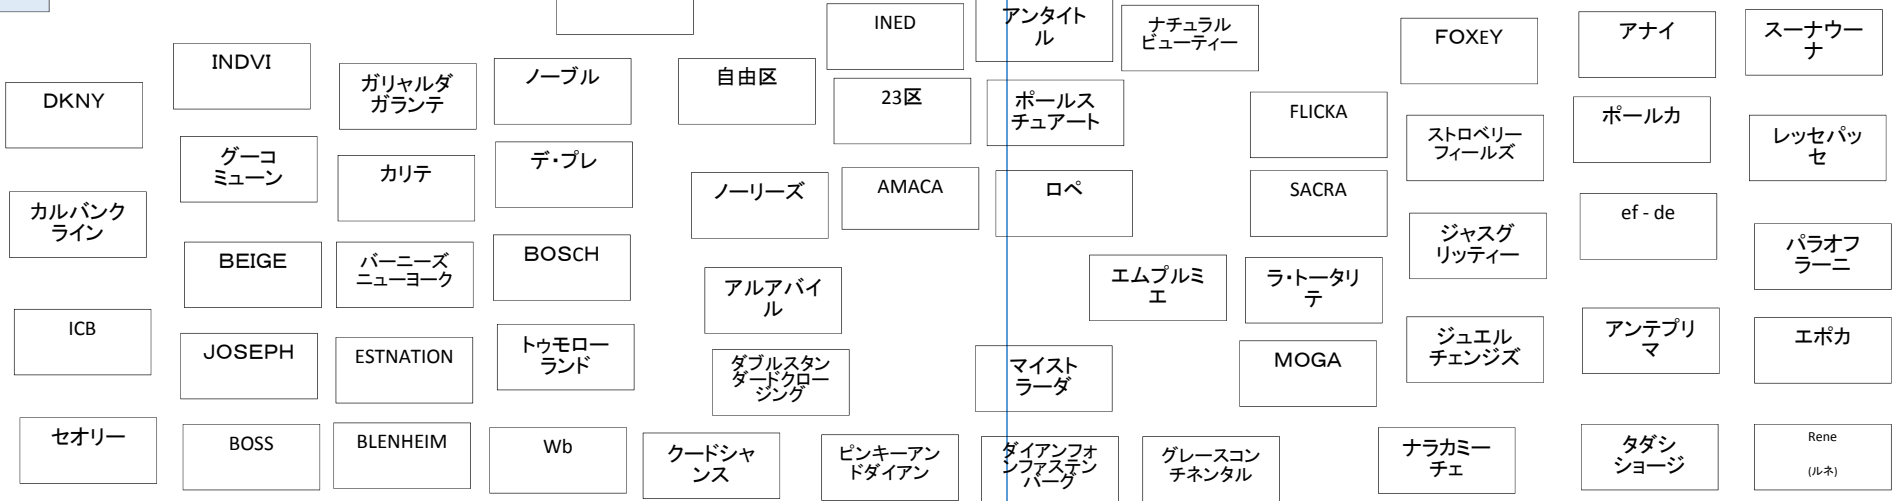 INED
アンタイト
ル
ナチュラル
ビューティー
FOXEY
アナイ
スーナウー
ナ
INDVI
ガリャルダ
ガランテ
ノーブル
自由区
23区
ポールス
チュアート
DKNY
FLICKA
ストロベリー
フィールズ
ポールカ
レッセパッ
セ
グーコ
ミューン
カリテ
デ・プレ
ノーリーズ
AMACA
ロペ
SACRA
カルバンク
ライン
ジャスグ
リッティー
ef - de
パラオフ
ラーニ
BEIGE
バーニーズ
ニューヨーク
BOSCH
アルアバイ
ル
エムプルミ
エ
ラ・トータリ
テ
ICB
JOSEPH
ESTNATION
トゥモロー
ランド
ダブルスタン
ダードクロー
ジング
マイスト
ラーダ
MOGA
ジュエル
チェンジズ
アンテプリ
マ
エポカ
セオリー
BOSS
BLENHEIM
Wb
クードシャ
ンス
ピンキーアン
ドダイアン
ダイアンフォ
ンファステン
バーグ
グレースコン
チネンタル
ナラカミー
チェ
タダシ
ショージ
Rene
(ルネ)